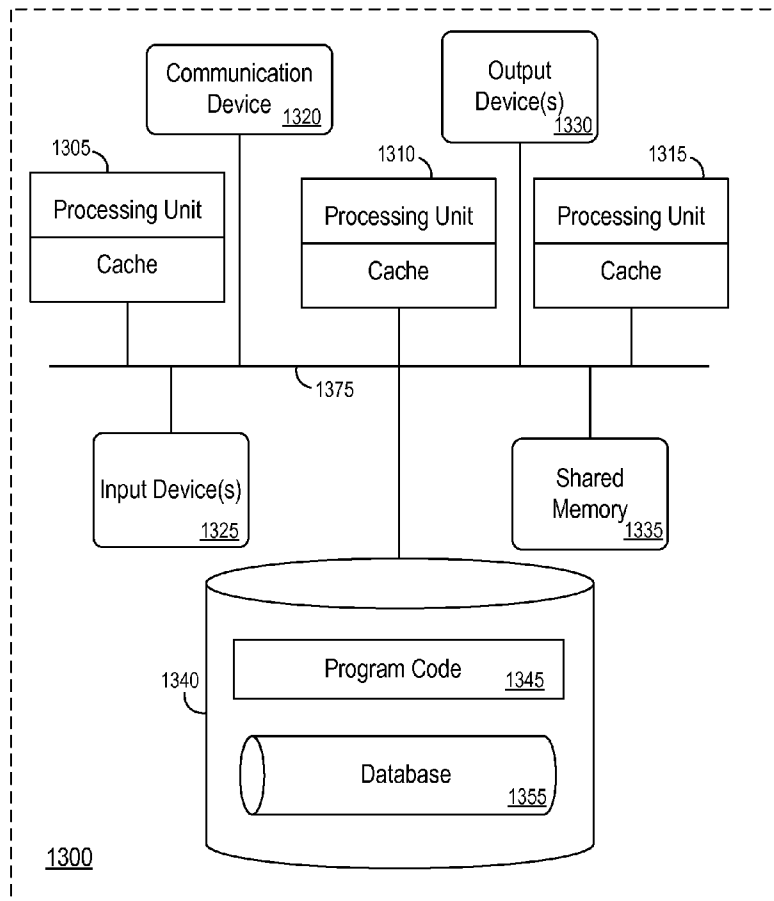 Communication
Device 1320
Output
Device(s)
1330
1305
Processing Unit
Cache
1310
Processing Unit
Cache
1315
Processing Unit
Cache
1375
Input Device(s)
1325
Shared
Memory
1335
1340
Program Code 1345
Database
1355
1300